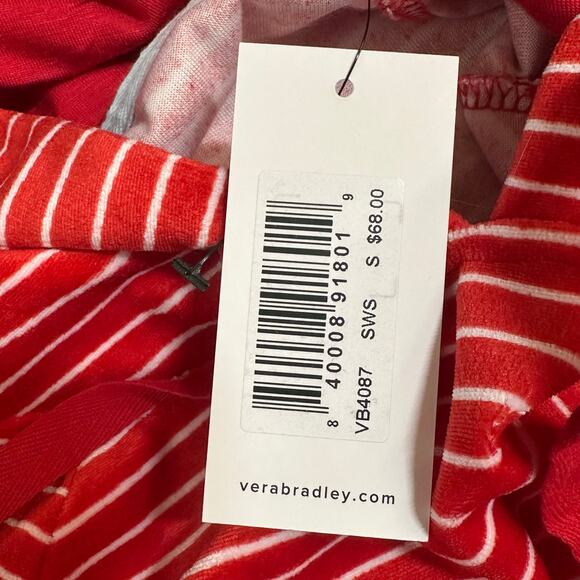 8 40008 91801 9
VB4087 SWS S $68.00
verabradley.com